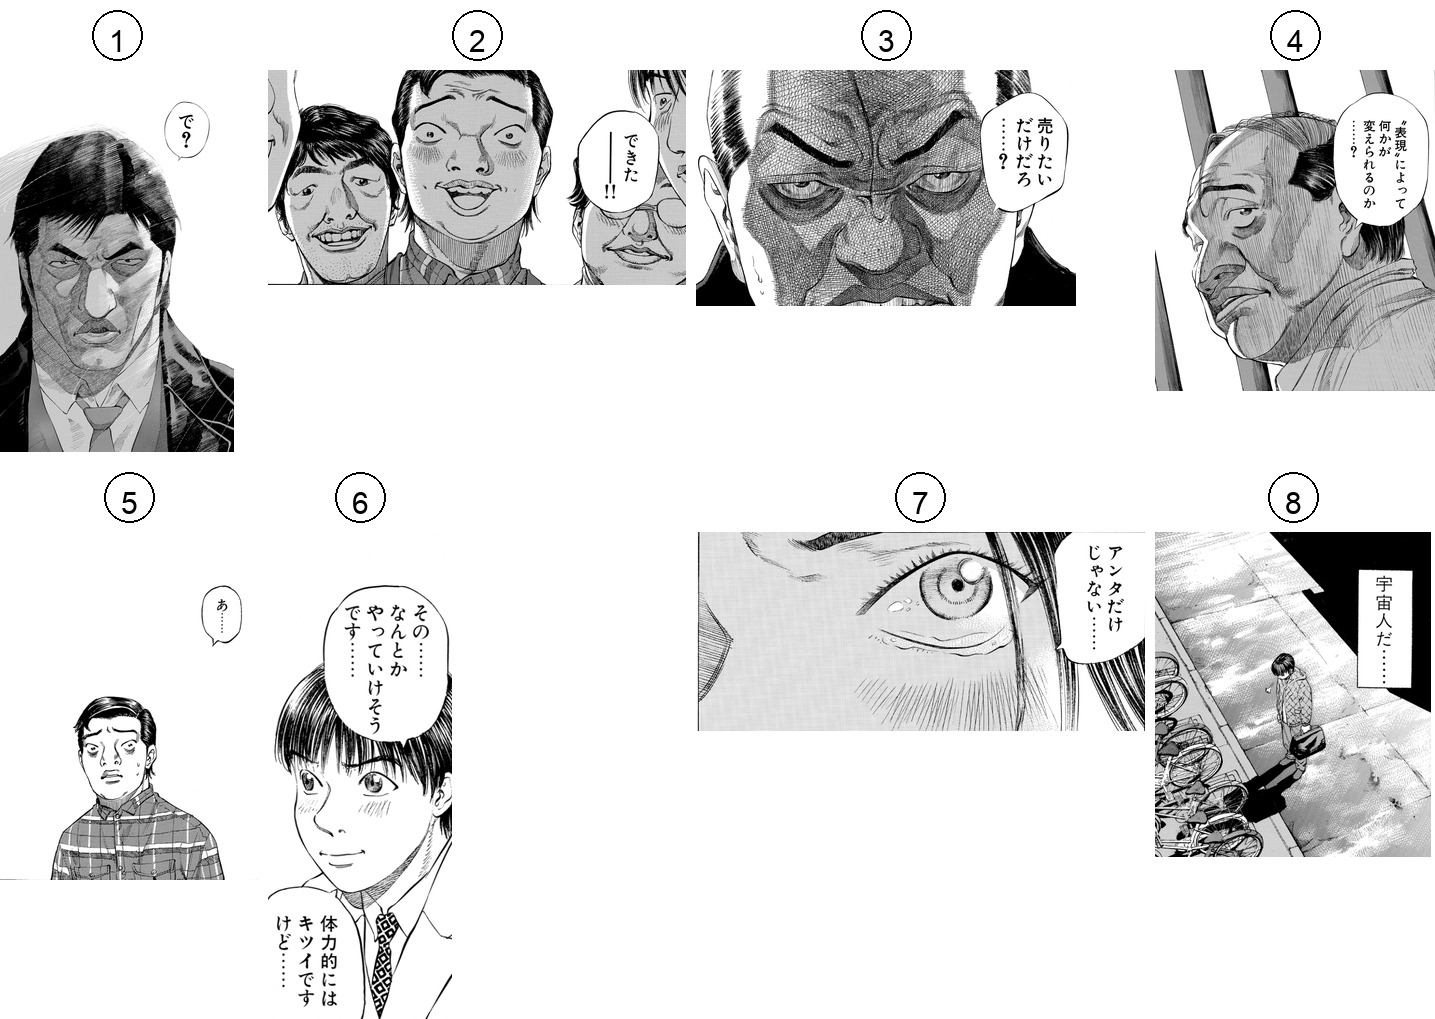 1
で？
2
できた
━━!!
3
売りたい
だけだろ
……？
4
〝表現〟によって
何かが
変えられるのか
……？
5
あ……
6
その……
なんとか
やっていけそう
です……
体力的には
キツイです
けど……
7
アンタだけ
じゃない……
8
宇宙人だ……